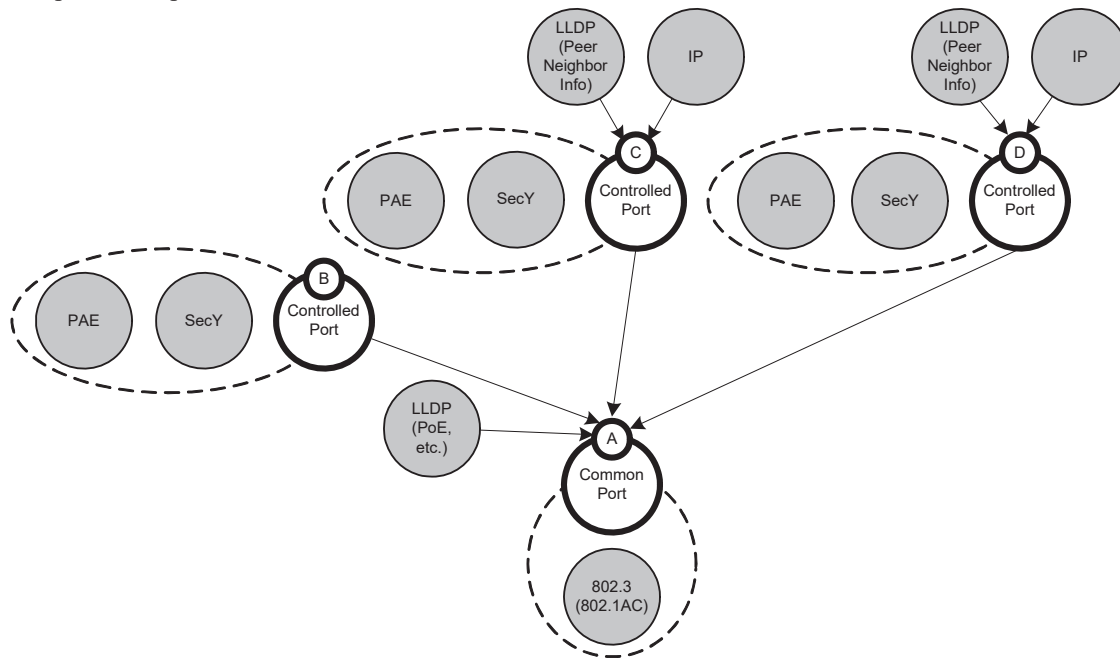 LLDP
(Peer
Neighbor
Info)
IP
LLDP
(Peer
Neighbor
Info)
IP
C
D
PAE
SecY
Controlled
Port
PAE
SecY
Controlled
Port
B
PAE
SecY
Controlled
Port
LLDP
(PoE,
etc.)
A
Common
Port
802.3
(802.1AC)